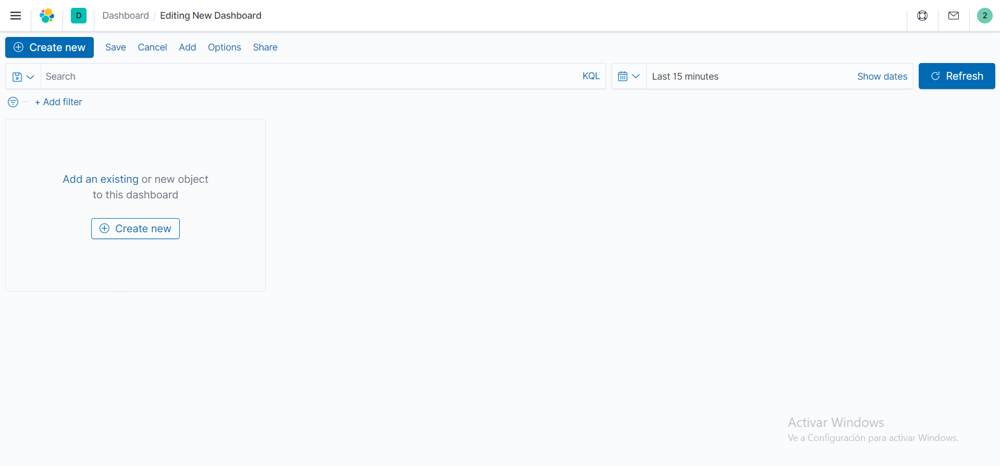 D Dashboard / Editing New Dashboard 2
Create new Save Cancel Add Options Share
Search KQL Last 15 minutes Show dates Refresh
+ Add filter
Add an existing or new object
to this dashboard
Create new
Activar Windows
Ve a Configuración para activar Windows.